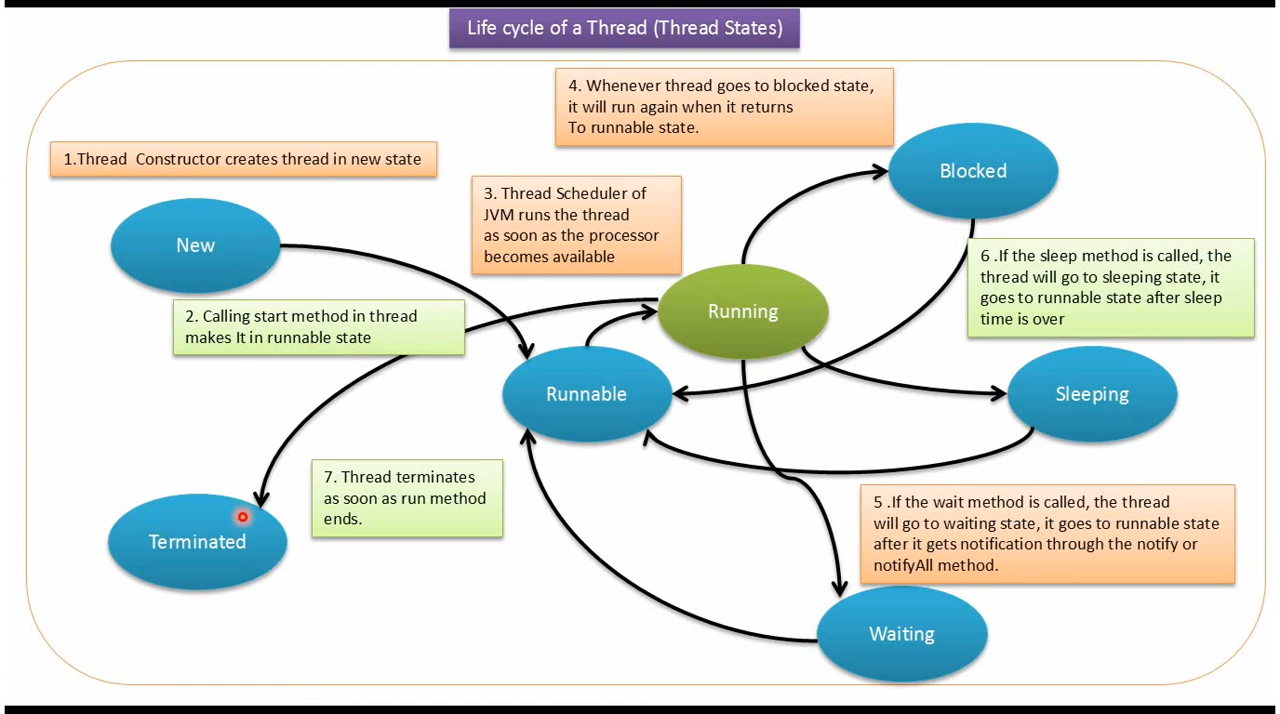 Life cycle of a Thread (Thread States)
4. Whenever thread goes to blocked state,
it will run again when it returns
To runnable state.
1.Thread Constructor creates thread in new state
Blocked
3. Thread Scheduler of
JVM runs the thread
as soon as the processor
becomes available
New
6 .If the sleep method is called, the
thread will go to sleeping state, it
goes to runnable state after sleep
time is over
2. Calling start method in thread
makes It in runnable state
Running
Runnable
Sleeping
7. Thread terminates
as soon as run method
ends.
5 .If the wait method is called, the thread
will go to waiting state, it goes to runnable state
after it gets notification through the notify or
notifyAll method.
Terminated
Waiting